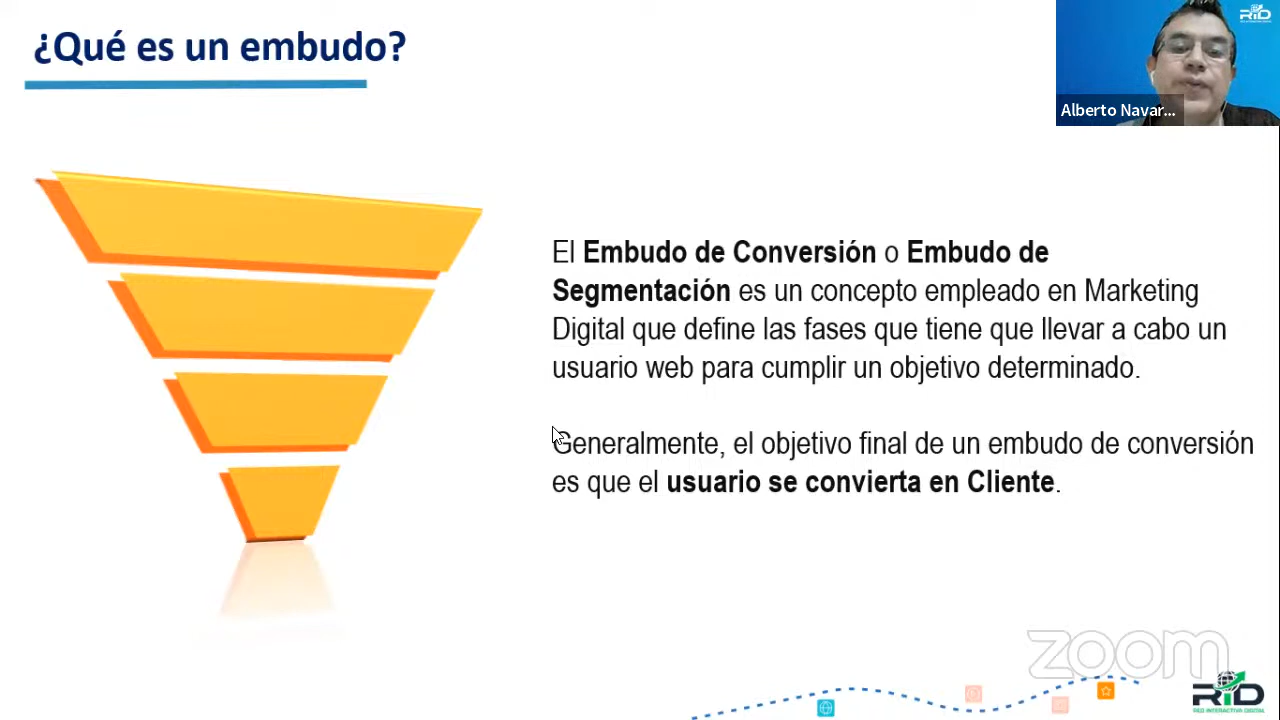 ¿Qué es un embudo?
RiD
Alberto Navar...
El Embudo de Conversión o Embudo de
Segmentación es un concepto empleado en Marketing
Digital que define las fases que tiene que llevar a cabo un
usuario web para cumplir un objetivo determinado.
Generalmente, el objetivo final de un embudo de conversión
es que el usuario se convierta en Cliente.
zoom
RiD
RED INTERACTIVA DIGITAL